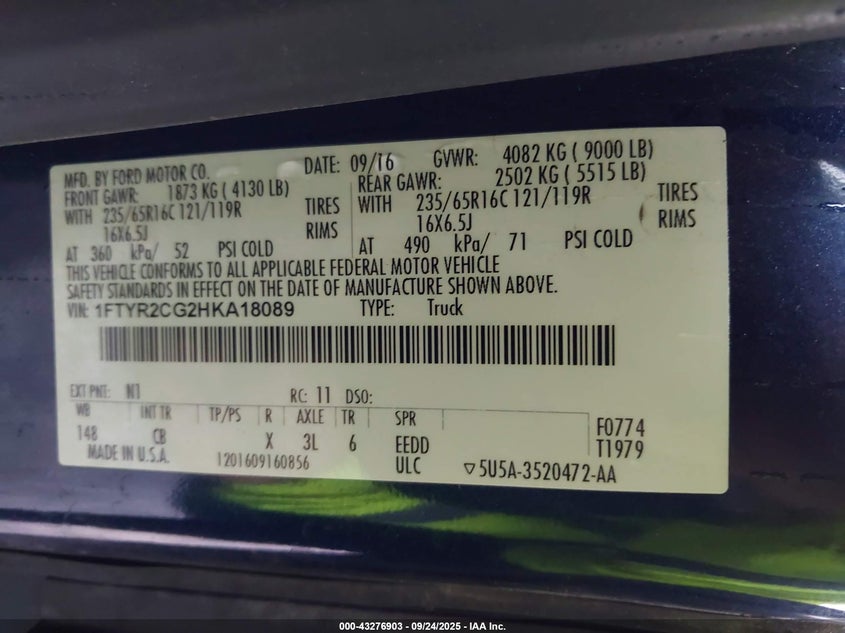 MFD. BY FORD MOTOR CO. DATE: 09/16 GVWR: 4082 KG ( 9000 LB)
FRONT GAWR: 1873 KG ( 4130 LB) REAR GAWR: 2502 KG ( 5515 LB)
WITH 235/65R16C 121/119R TIRES WITH 235/65R16C 121/119R TIRES
16X6.5J RIMS 16X6.5J RIMS
AT 360 kPa/ 52 PSI COLD AT 490 kPa/ 71 PSI COLD
THIS VEHICLE CONFORMS TO ALL APPLICABLE FEDERAL MOTOR VEHICLE
SAFETY STANDARDS IN EFFECT ON THE DATE OF MANUFACTURE SHOWN ABOVE.
VIN: 1FTYR2CG2HKA18089 TYPE: Truck
EXT PNT: N1 RC: 11 DSO:
WB INT TR TP/PS R AXLE TR SPR F0774
148 CB X 3L 6 EEDD T1979
MADE IN U.S.A. 1201609160856 ULC ▽5U5A-3520472-AA
000-43276903 - 09/24/2025 - IAA Inc.